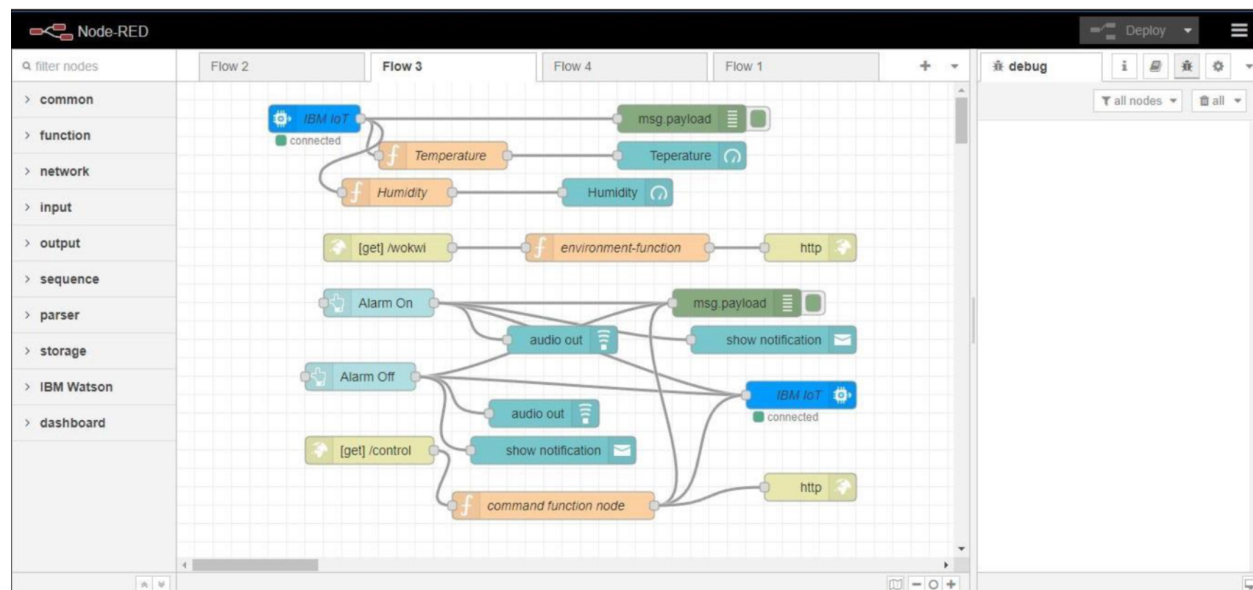 Node-RED
Deploy
filter nodes
Flow 2
Flow 3
Flow 4
Flow 1
debug
i
all nodes
all
common
function
network
input
output
sequence
parser
storage
IBM Watson
dashboard
IBM IoT
connected
msg.payload
Temperature
Teperature
Humidity
Humidity
[get] /wokwi
environment-function
http
Alarm On
msg.payload
audio out
show notification
Alarm Off
IBM IoT
connected
audio out
[get] /control
show notification
http
command function node